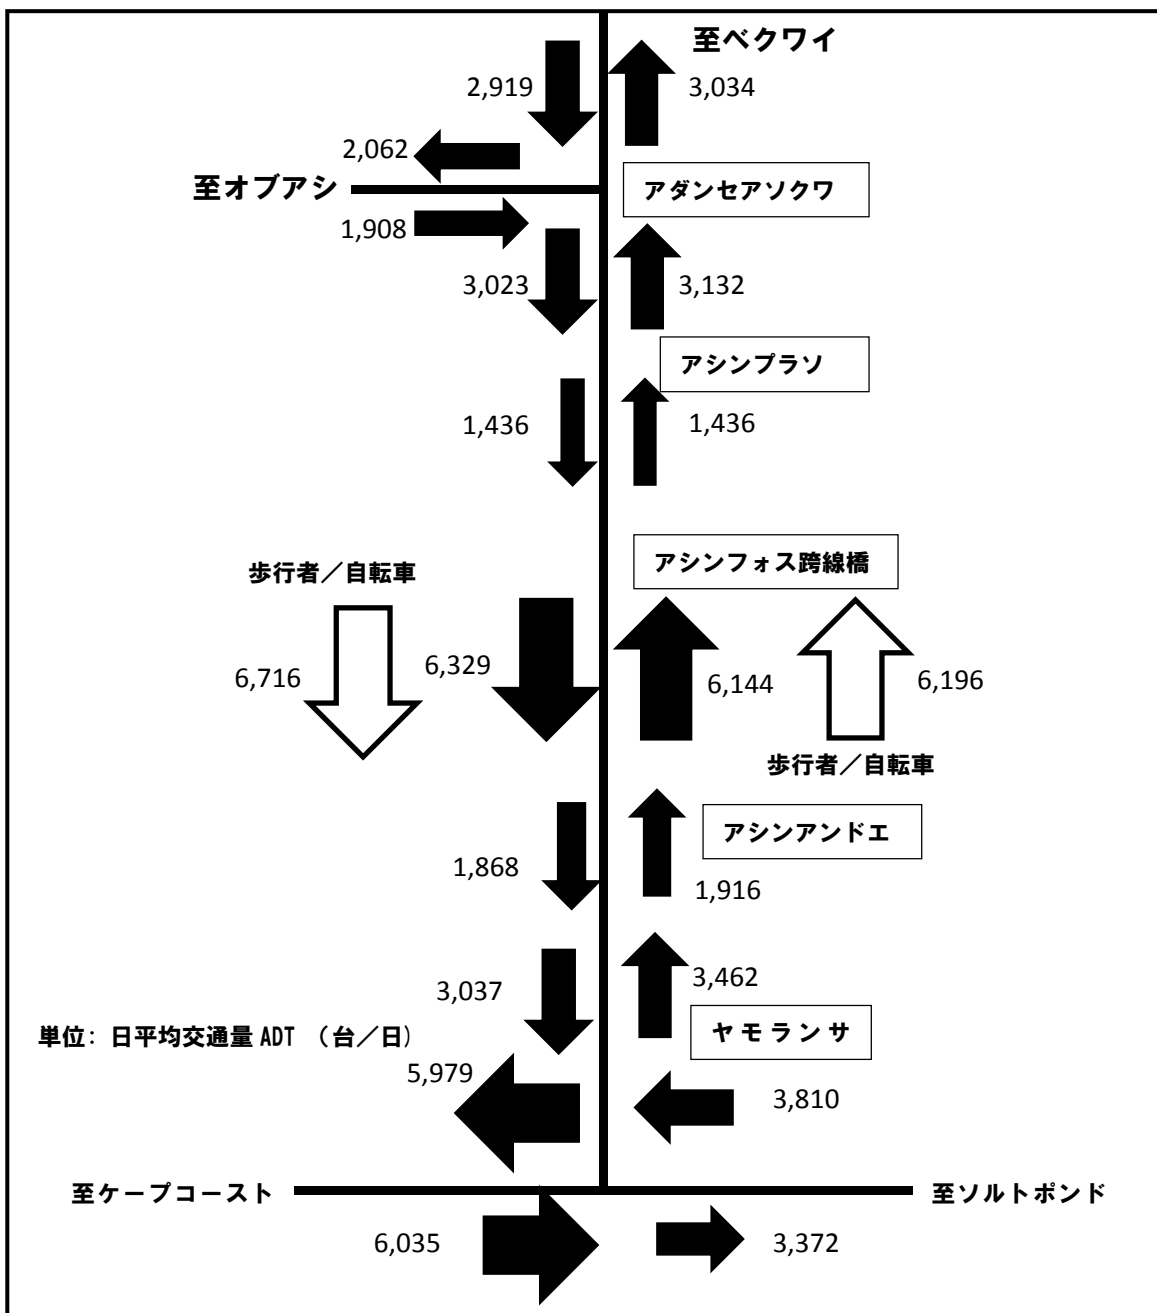 至ベクワイ
2,919
3,034
2,062
至オブアシ
アダンセアソクワ
1,908
3,023
3,132
アシンプラソ
1,436
1,436
アシンフォス跨線橋
歩行者／自転車
6,716
6,329
6,144
6,196
歩行者／自転車
アシンアンドエ
1,868
1,916
3,037
3,462
ヤモランサ
単位: 日平均交通量 ADT （台／日）
5,979
3,810
至ケープコースト
至ソルトポンド
6,035
3,372